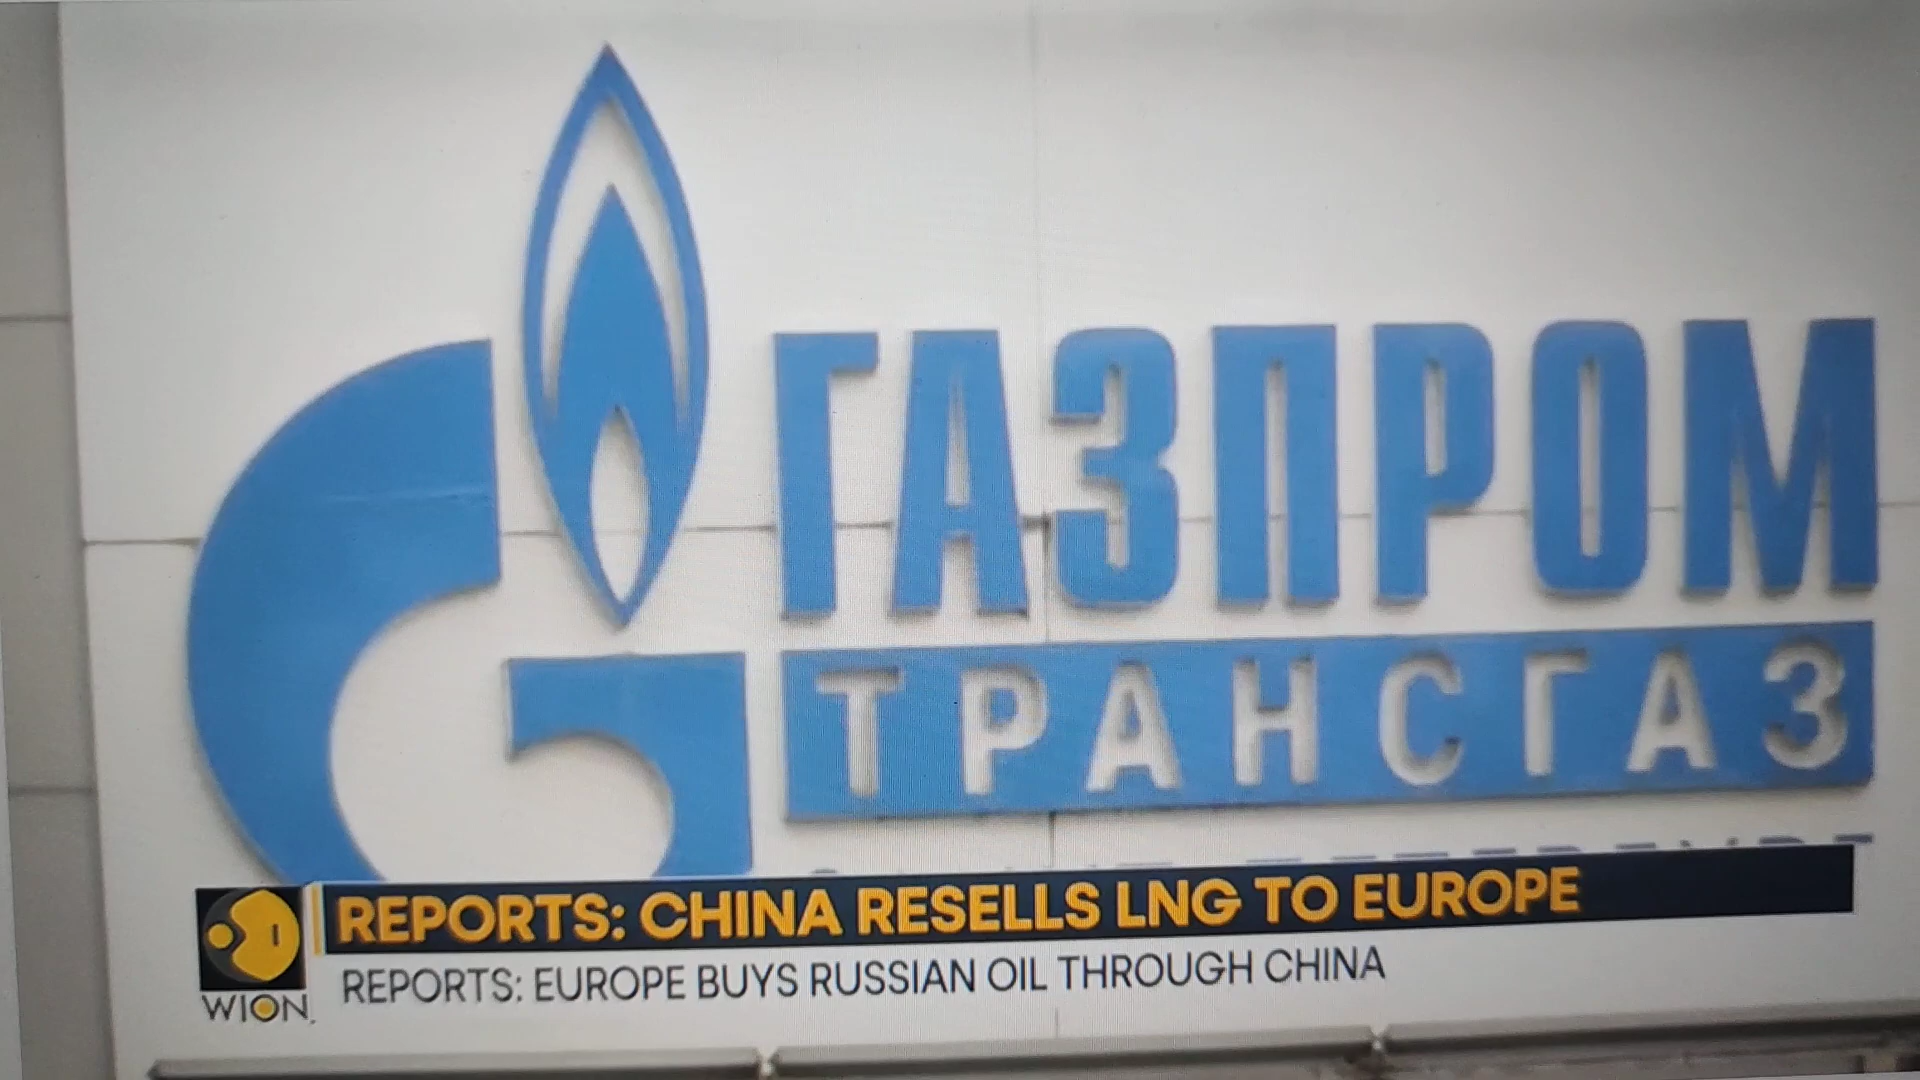 ГАЗПРОМ
ТРАНСГАЗ
REPORTS: CHINA RESELLS LNG TO EUROPE
REPORTS: EUROPE BUYS RUSSIAN OIL THROUGH CHINA
WION